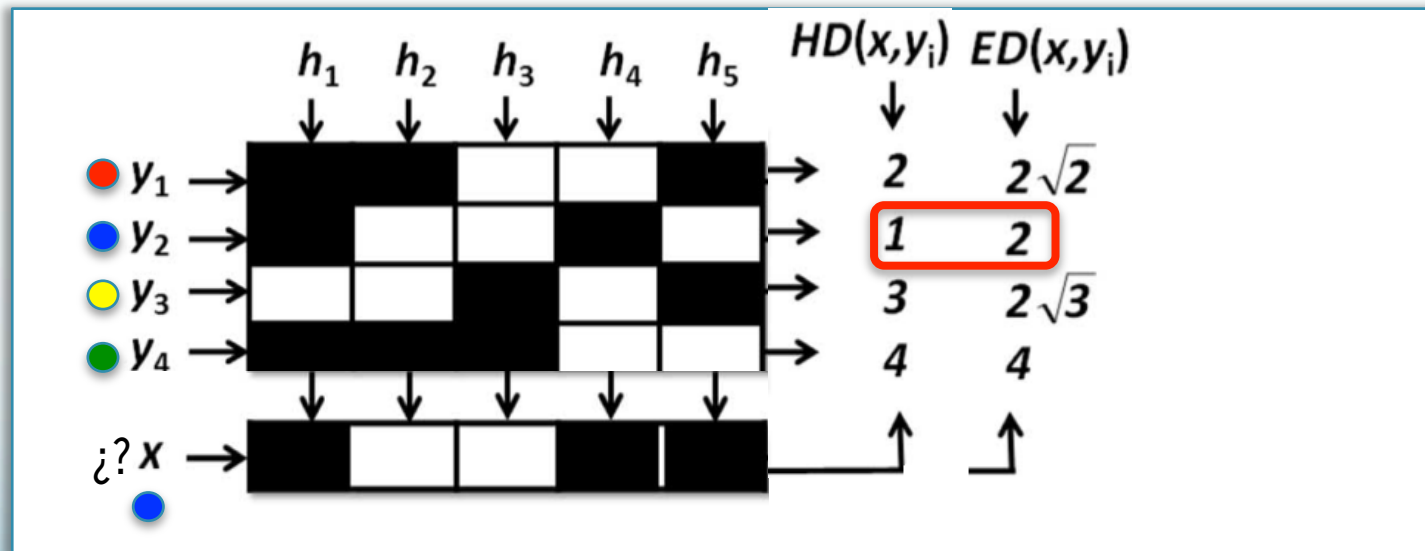 h₁ h₂ h₃ h₄ h₅ HD(x,yᵢ) ED(x,yᵢ)
y₁ 2 2√2
y₂ 1 2
y₃ 3 2√3
y₄ 4 4
¿? x